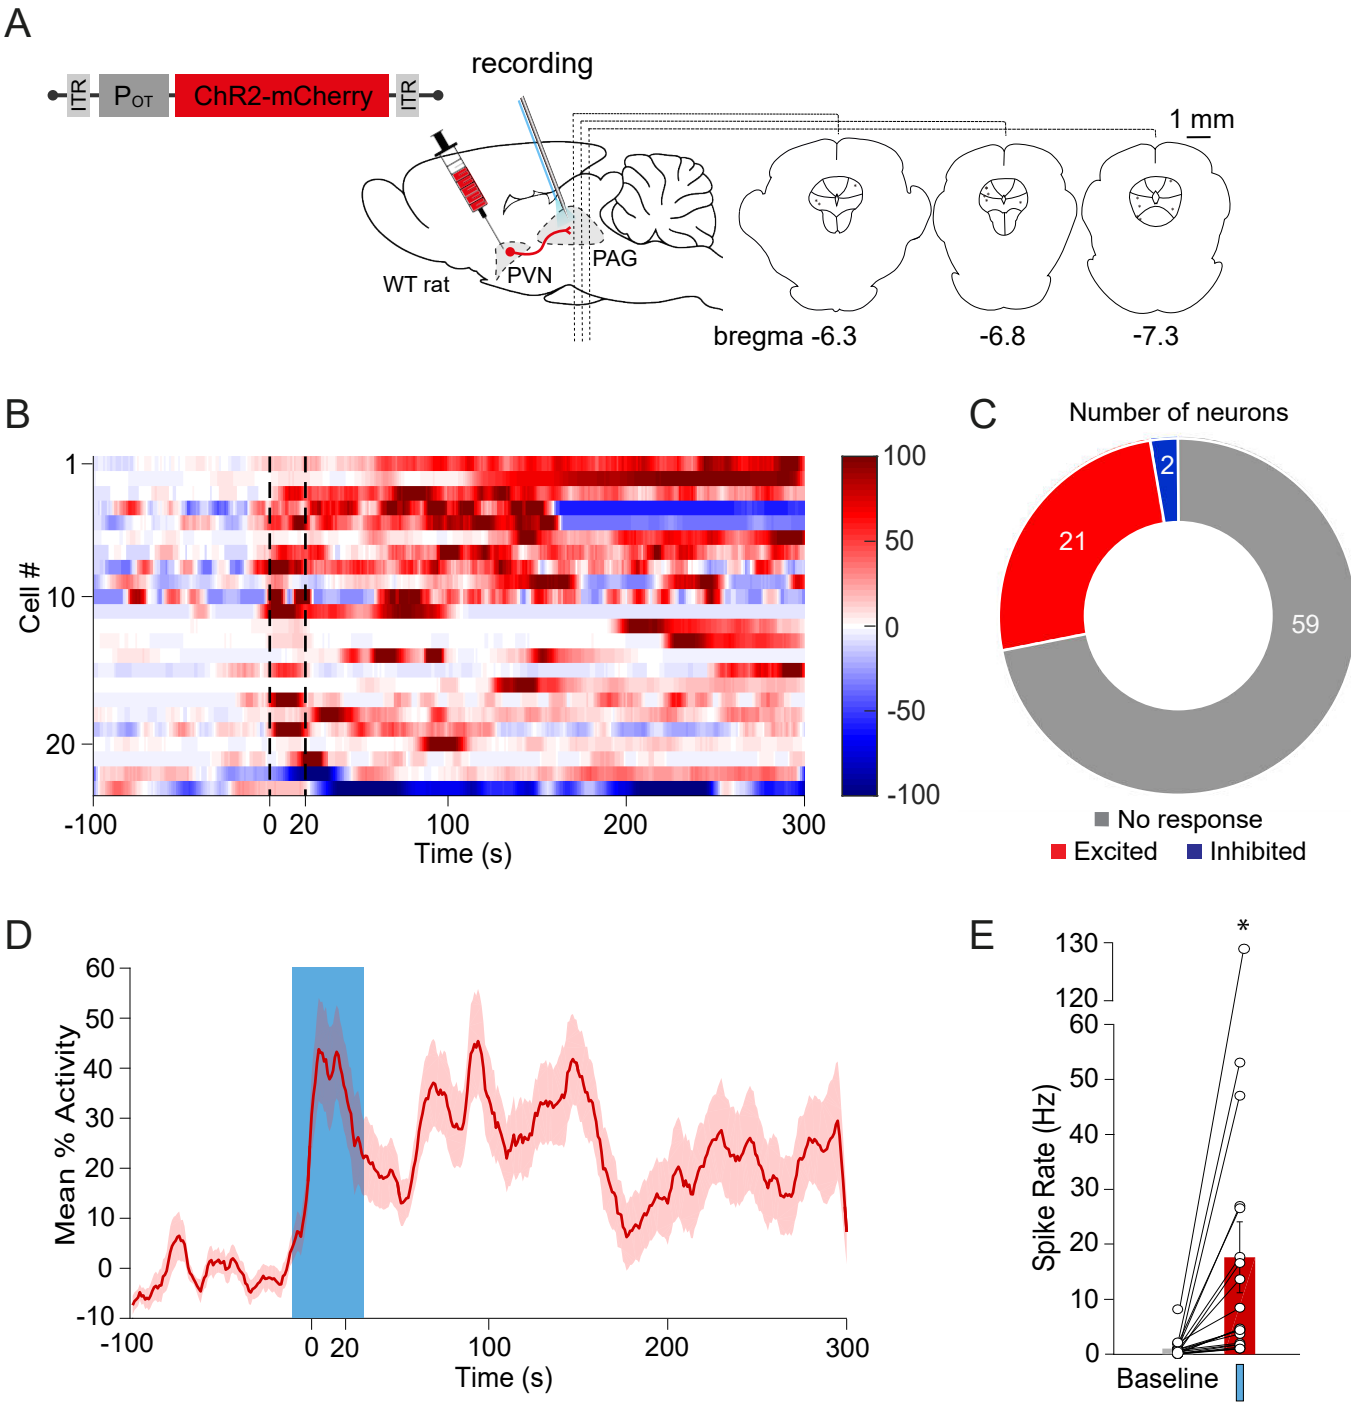 A
recording
ITR
P_OT
ChR2-mCherry
ITR
1 mm
WT rat
PVN
PAG
bregma -6.3
-6.8
-7.3
B
Cell #
1
10
20
-100
0
20
100
200
300
Time (s)
100
50
0
-50
-100
C
Number of neurons
2
21
59
No response
Excited
Inhibited
D
Mean % Activity
60
50
40
30
20
10
0
-10
-100
0
20
100
200
300
Time (s)
E
*
Spike Rate (Hz)
130
120
60
50
40
30
20
10
0
Baseline